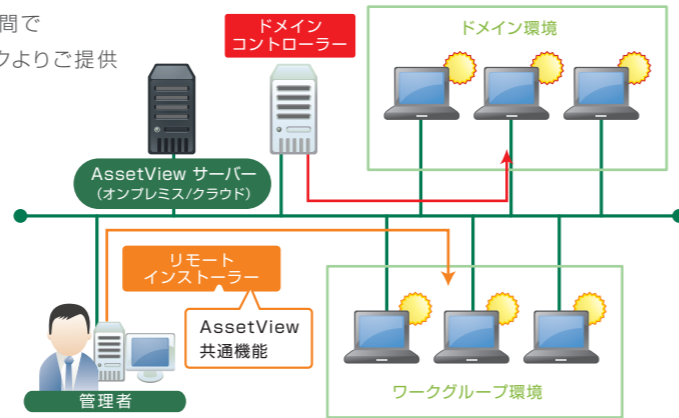 間で
クよりご提供
ドメイン
コントローラー
ドメイン環境
AssetView サーバー
（オンプレミス/クラウド）
リモート
インストーラー
AssetView
共通機能
管理者
ワークグループ環境